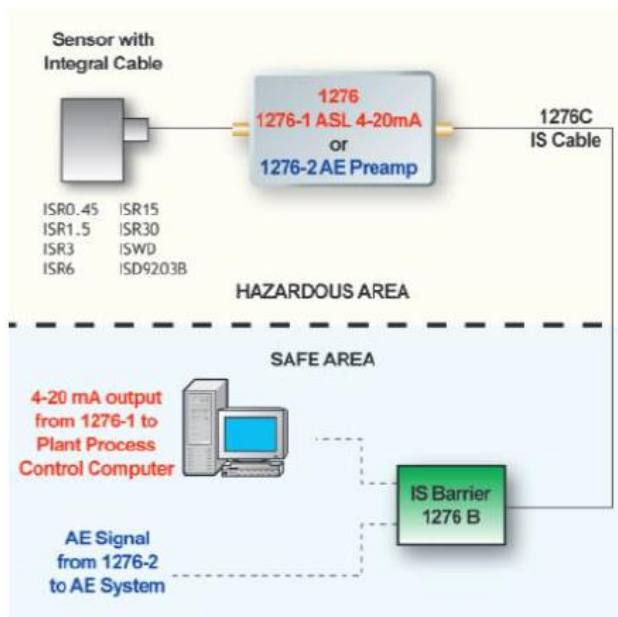 Sensor with
Integral Cable
1276
1276-1 ASL 4-20mA
or
1276-2 AE Preamp
1276C
IS Cable
ISR0.45 ISR15
ISR1.5 ISR30
ISR3 ISWD
ISR6 ISD9203B
HAZARDOUS AREA
SAFE AREA
4-20 mA output
from 1276-1 to
Plant Process
Control Computer
IS Barrier
1276 B
AE Signal
from 1276-2
to AE System